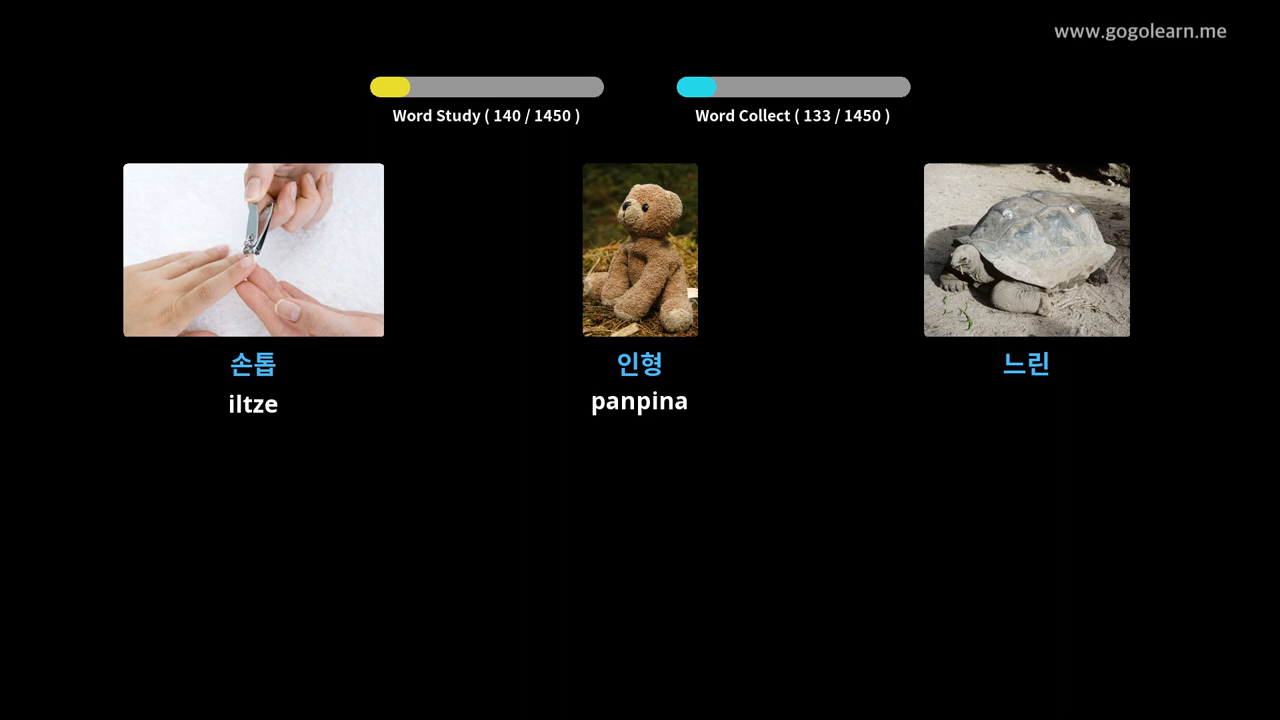 www.gogolearn.me
Word Study ( 140 / 1450 )
Word Collect ( 133 / 1450 )
손톱
인형
느린
iltze
panpina